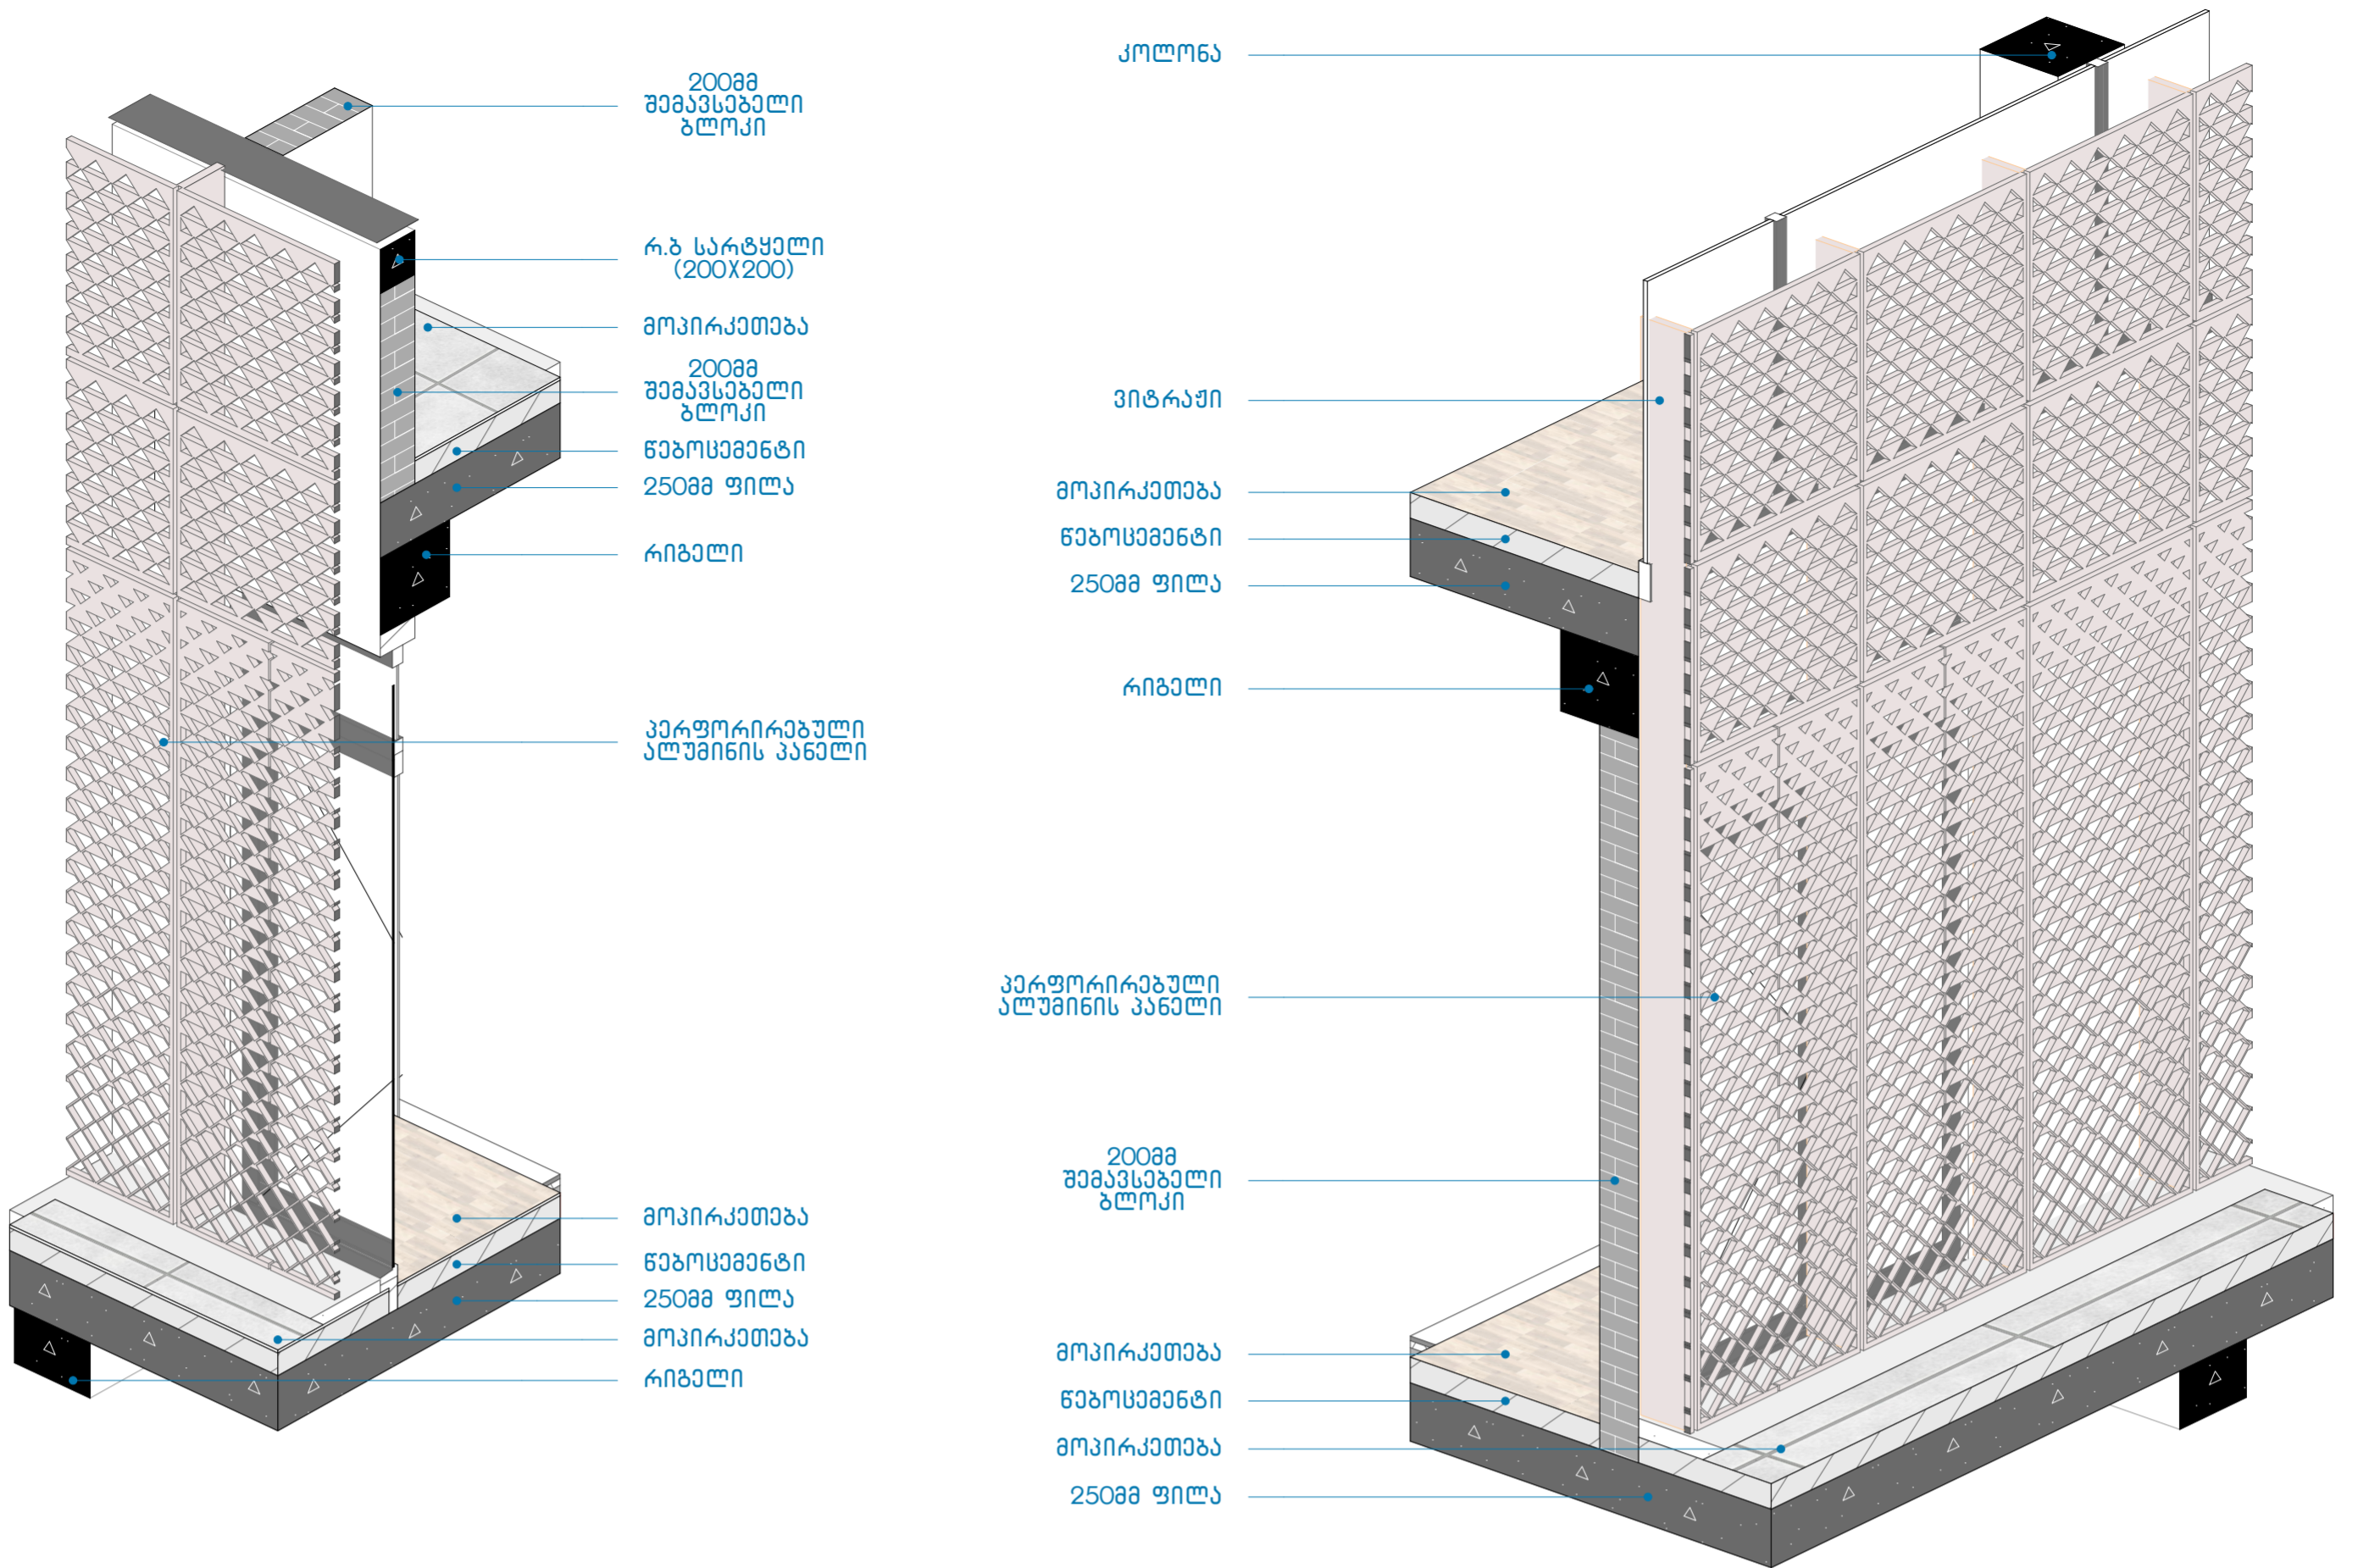 200მმ
შემავსებელი
ბლოკი
რ.ბ სარტყელი
(200X200)
მოპირკეთება
200მმ
შემავსებელი
ბლოკი
წებოცემენტი
250მმ ფილა
რიგელი
პერფორირებული
ალუმინის პანელი
მოპირკეთება
წებოცემენტი
250მმ ფილა
მოპირკეთება
რიგელი
კოლონა
ვიტრაჟი
მოპირკეთება
წებოცემენტი
250მმ ფილა
რიგელი
პერფორირებული
ალუმინის პანელი
200მმ
შემავსებელი
ბლოკი
მოპირკეთება
წებოცემენტი
მოპირკეთება
250მმ ფილა